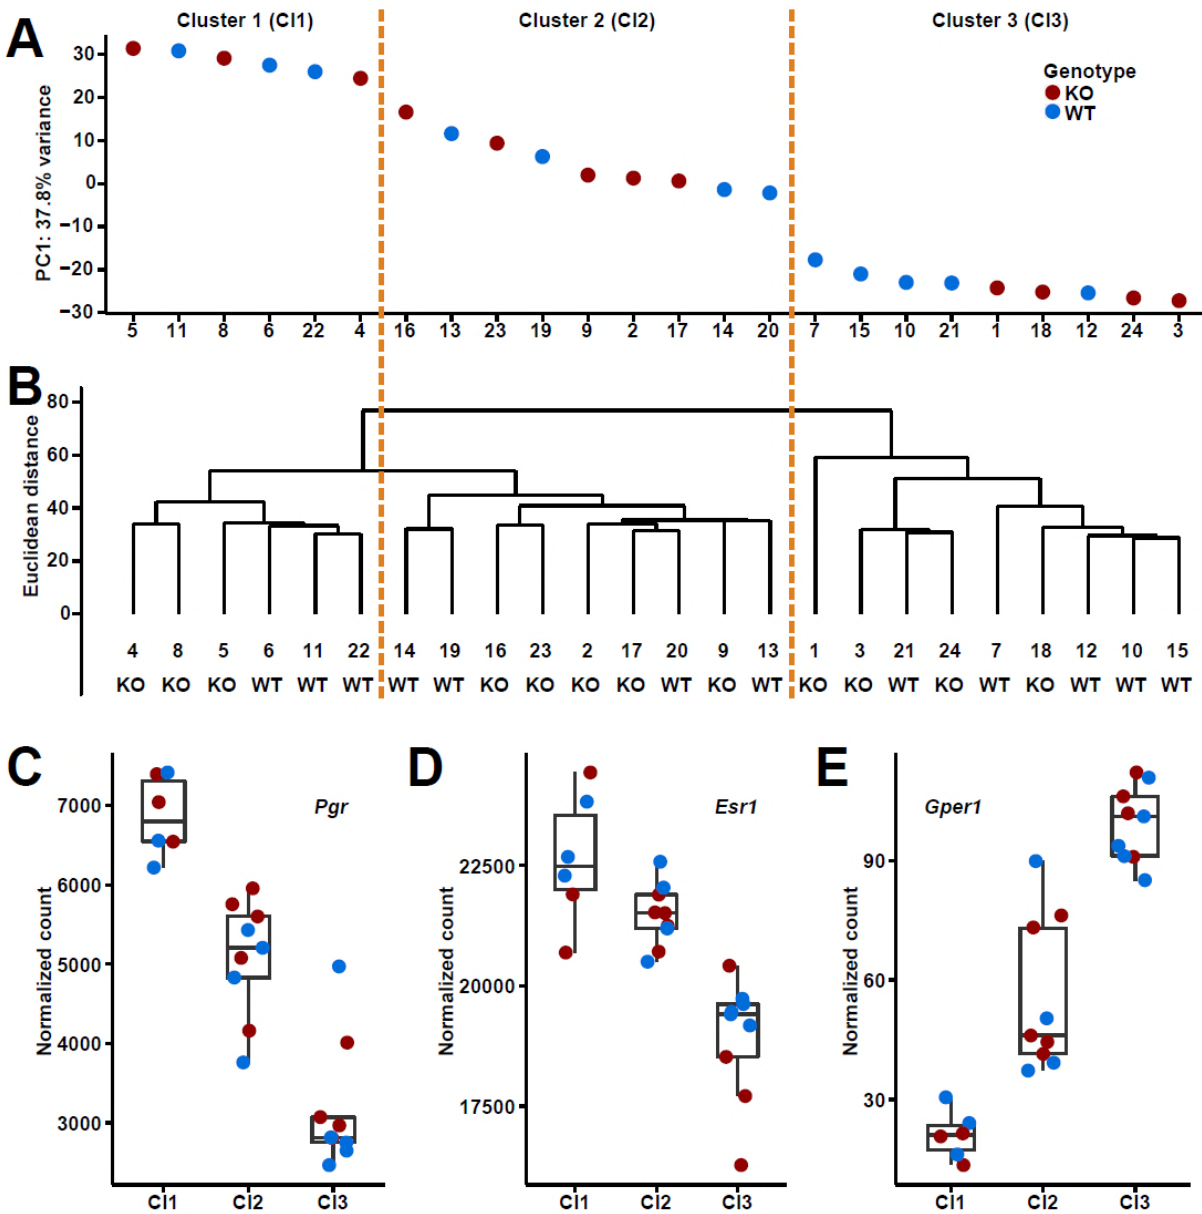 A
Cluster 1 (Cl1)
Cluster 2 (Cl2)
Cluster 3 (Cl3)
PC1: 37.8% variance
30
20
10
0
−10
−20
−30
Genotype
KO
WT
5 11 8 6 22 4 16 13 23 19 9 2 17 14 20 7 15 10 21 1 18 12 24 3
B
Euclidean distance
80
60
40
20
0
4 8 5 6 11 22 14 19 16 23 2 17 20 9 13 1 3 21 24 7 18 12 10 15
KO KO KO WT WT WT WT WT KO KO KO KO WT KO WT KO KO WT KO WT KO WT WT WT
C
Normalized count
7000
6000
5000
4000
3000
Pgr
Cl1 Cl2 Cl3
D
Normalized count
22500
20000
17500
Esr1
Cl1 Cl2 Cl3
E
Normalized count
90
60
30
Gper1
Cl1 Cl2 Cl3